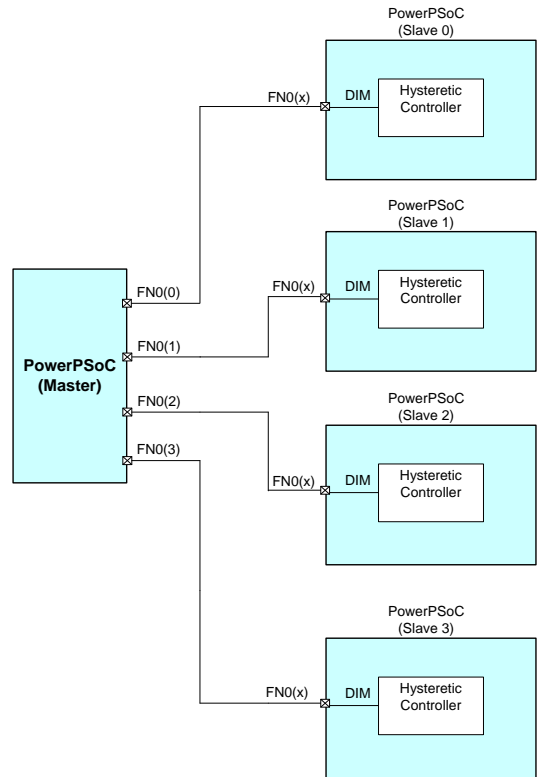 PowerPSoC
(Slave 0)
FN0(x)
DIM
Hysteretic
Controller
PowerPSoC
(Slave 1)
FN0(x)
DIM
Hysteretic
Controller
PowerPSoC
(Master)
FN0(0)
FN0(1)
FN0(2)
FN0(3)
PowerPSoC
(Slave 2)
FN0(x)
DIM
Hysteretic
Controller
PowerPSoC
(Slave 3)
FN0(x)
DIM
Hysteretic
Controller